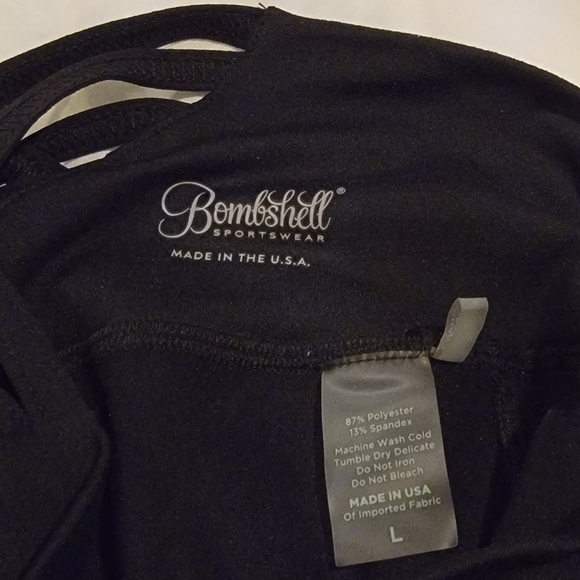 Bombshell®
SPORTSWEAR
MADE IN THE U.S.A.
87% Polyester
13% Spandex
Machine Wash Cold
Tumble Dry Delicate
Do Not Iron
Do Not Bleach
MADE IN USA
Of Imported Fabric
L